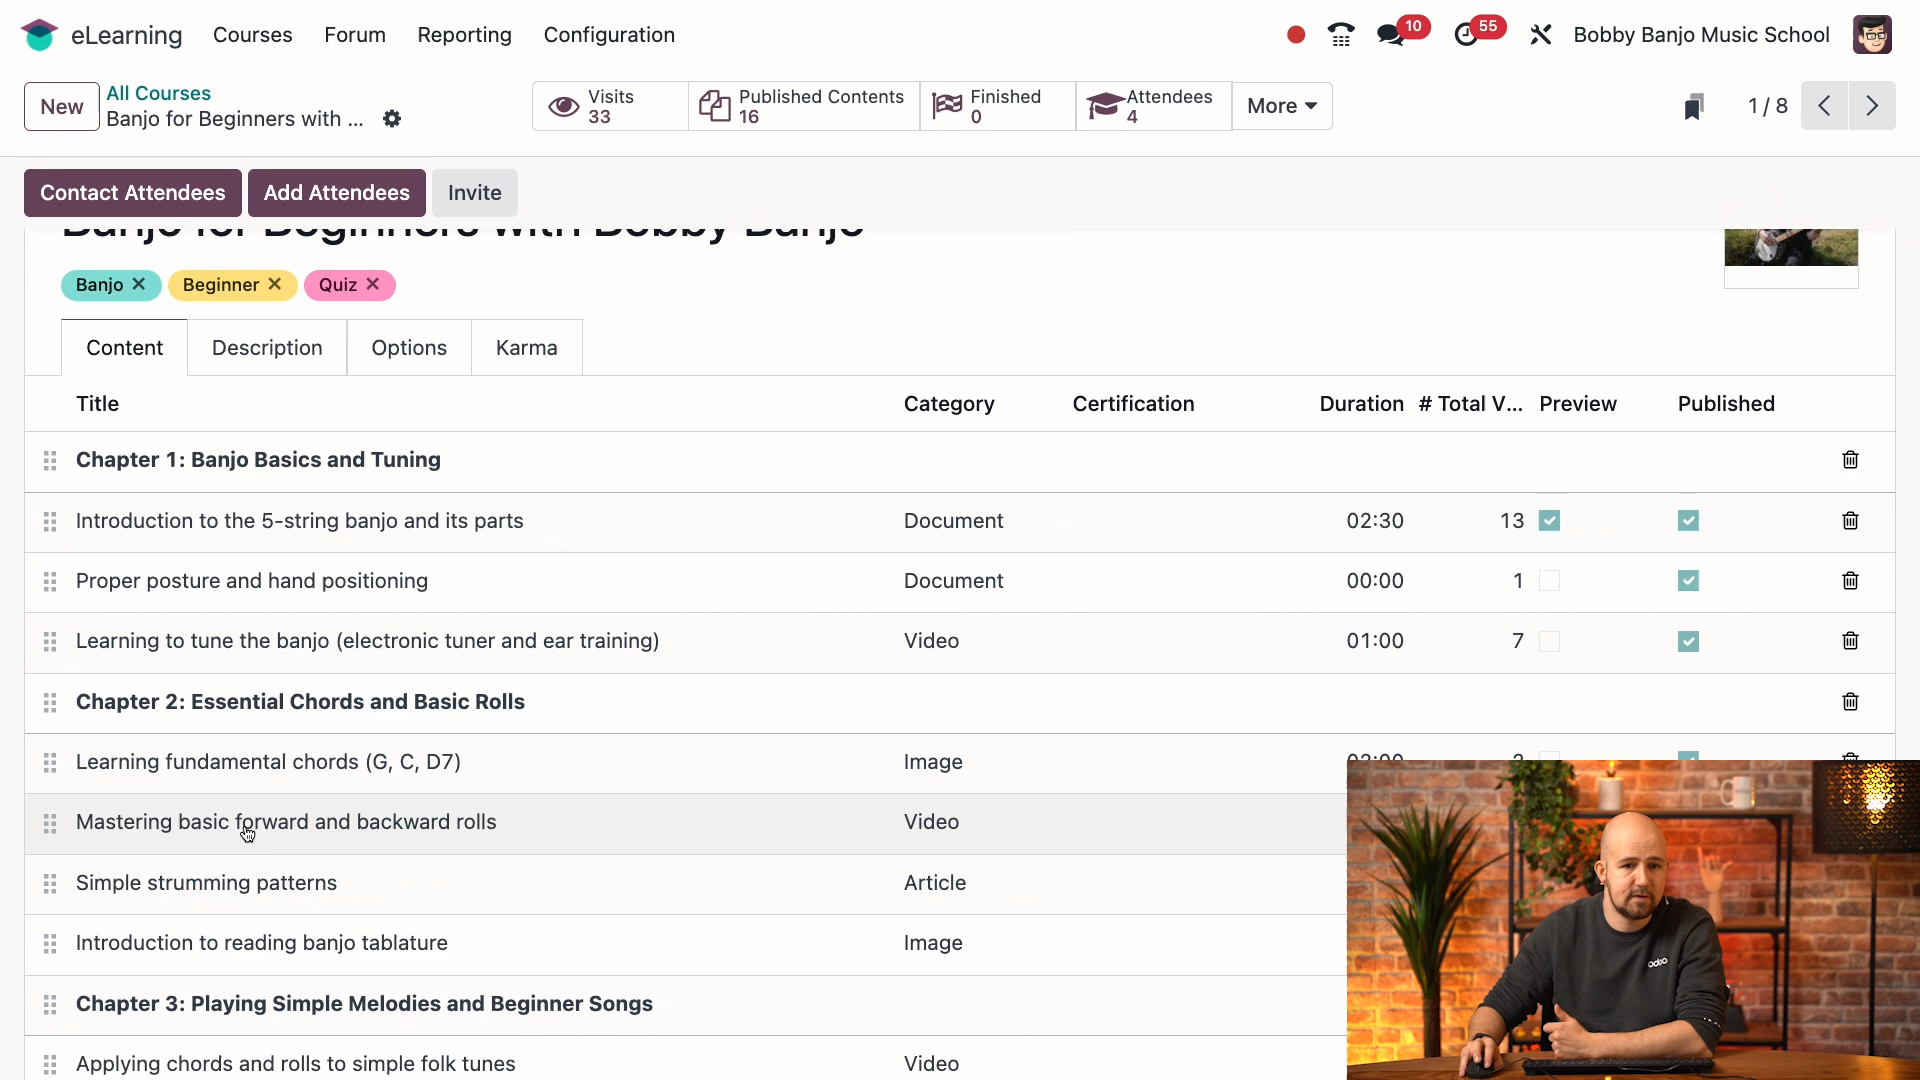 eLearning Courses Forum Reporting Configuration 10 55 Bobby Banjo Music School
New All Courses Banjo for Beginners with ... Visits 33 Published Contents 16 Finished 0 Attendees 4 More 1 / 8
Contact Attendees Add Attendees Invite
Banjo for Beginners with Bobby Banjo
Banjo Beginner Quiz
Content Description Options Karma
Title Category Certification Duration # Total V... Preview Published
Chapter 1: Banjo Basics and Tuning
Introduction to the 5-string banjo and its parts Document 02:30 13
Proper posture and hand positioning Document 00:00 1
Learning to tune the banjo (electronic tuner and ear training) Video 01:00 7
Chapter 2: Essential Chords and Basic Rolls
Learning fundamental chords (G, C, D7) Image
Mastering basic forward and backward rolls Video
Simple strumming patterns Article
Introduction to reading banjo tablature Image
Chapter 3: Playing Simple Melodies and Beginner Songs
Applying chords and rolls to simple folk tunes Video
odoo